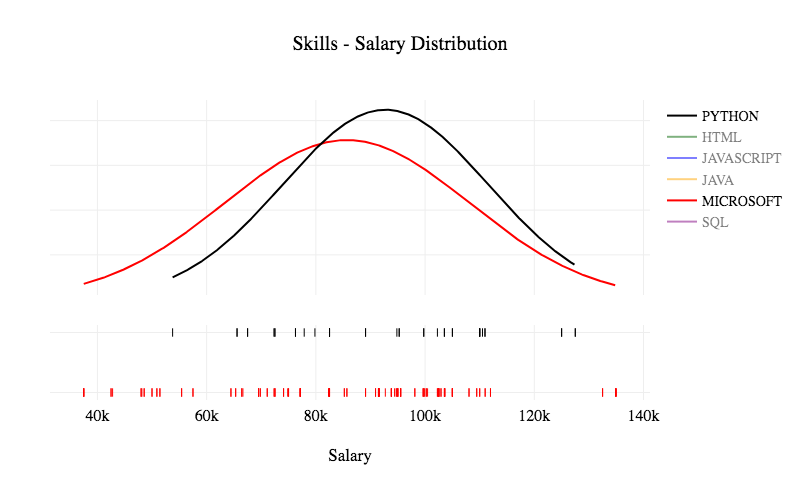 Skills - Salary Distribution
PYTHON
HTML
JAVASCRIPT
JAVA
MICROSOFT
SQL
40k 60k 80k 100k 120k 140k
Salary